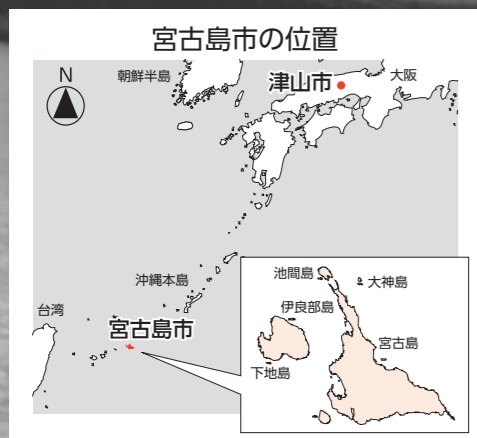 宮古島市の位置
N
朝鮮半島
津山市
大阪
沖縄本島
台湾
宮古島市
池間島
大神島
伊良部島
宮古島
下地島